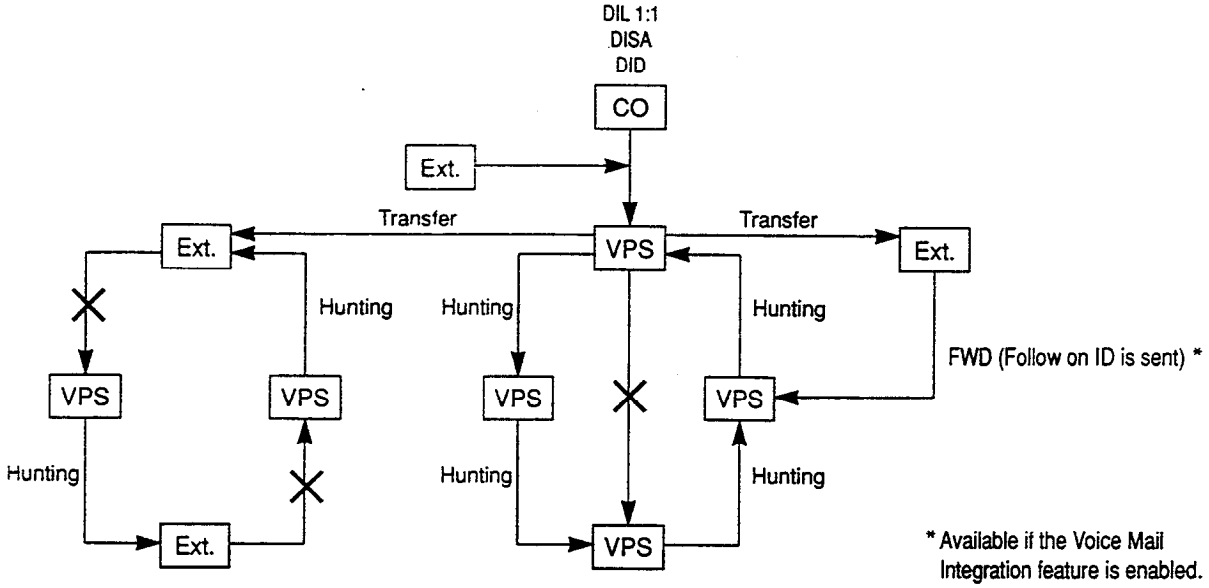 DIL 1:1
DISA
DID
CO
Ext.
Transfer
Transfer
Ext.
VPS
Ext.
Hunting
Hunting
Hunting
FWD (Follow on ID is sent) *
VPS
VPS
VPS
VPS
Hunting
Hunting
Hunting
Ext.
VPS
* Available if the Voice Mail
Integration feature is enabled.